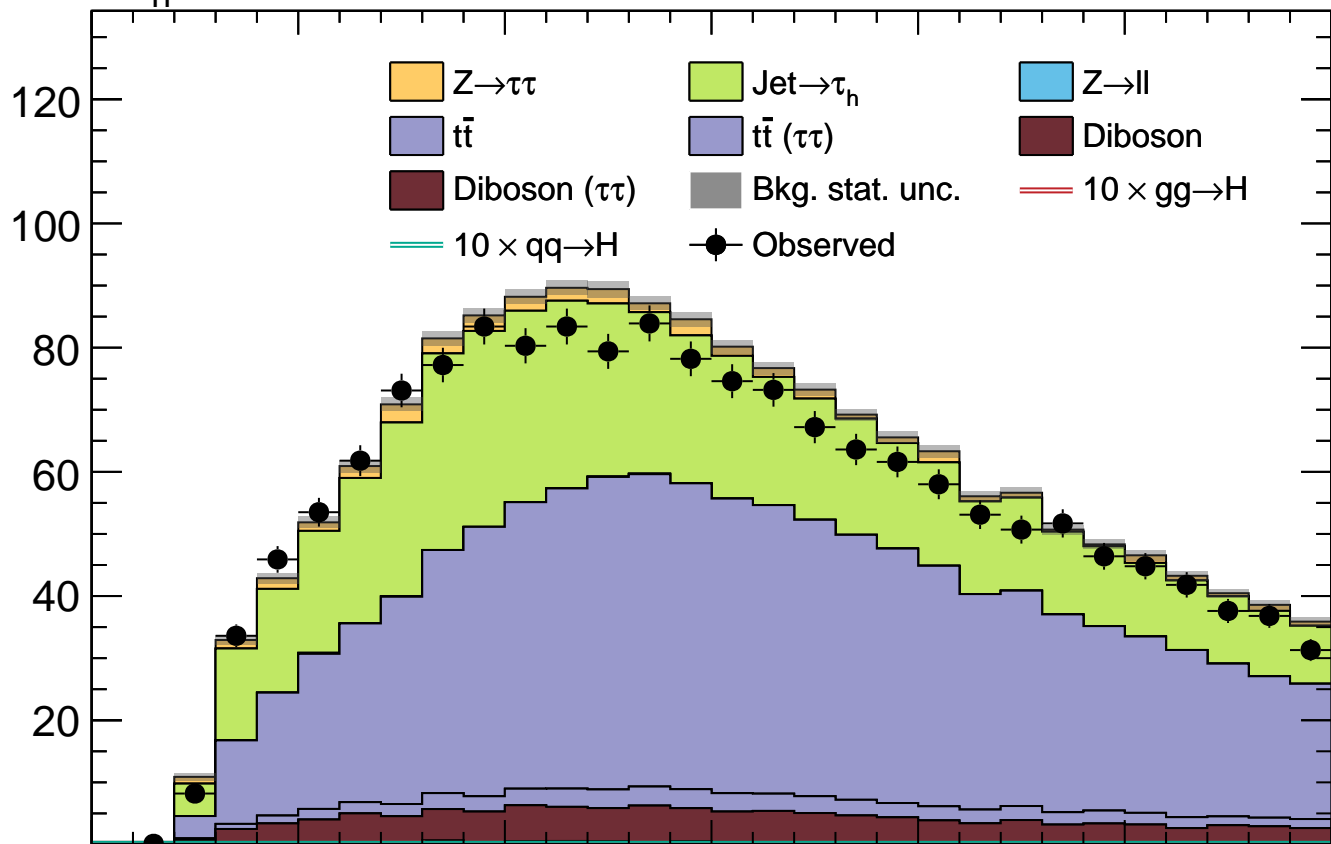 Z→ττ Jet→τh Z→ll
120
tt̄ tt̄ (ττ) Diboson
Diboson (ττ) Bkg. stat. unc. 10 × gg→H
100
10 × qq→H Observed
80
60
40
20